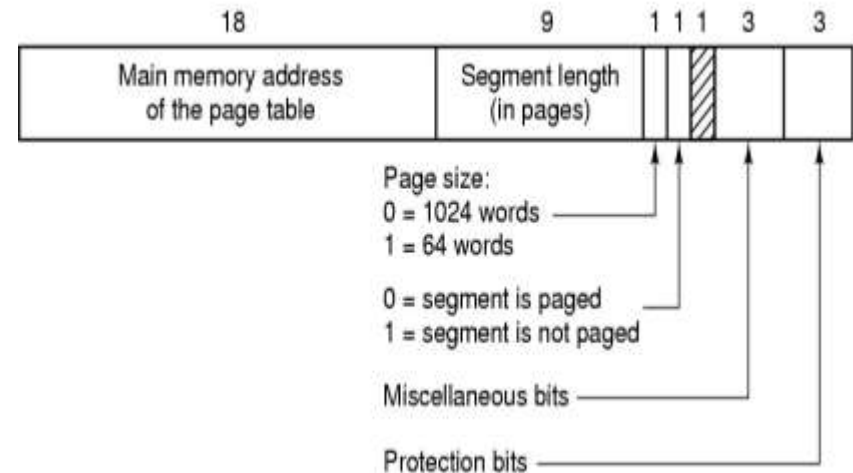 18 9 1 1 1 3 3
Main memory address
of the page table
Segment length
(in pages)
Page size:
0 = 1024 words
1 = 64 words
0 = segment is paged
1 = segment is not paged
Miscellaneous bits
Protection bits